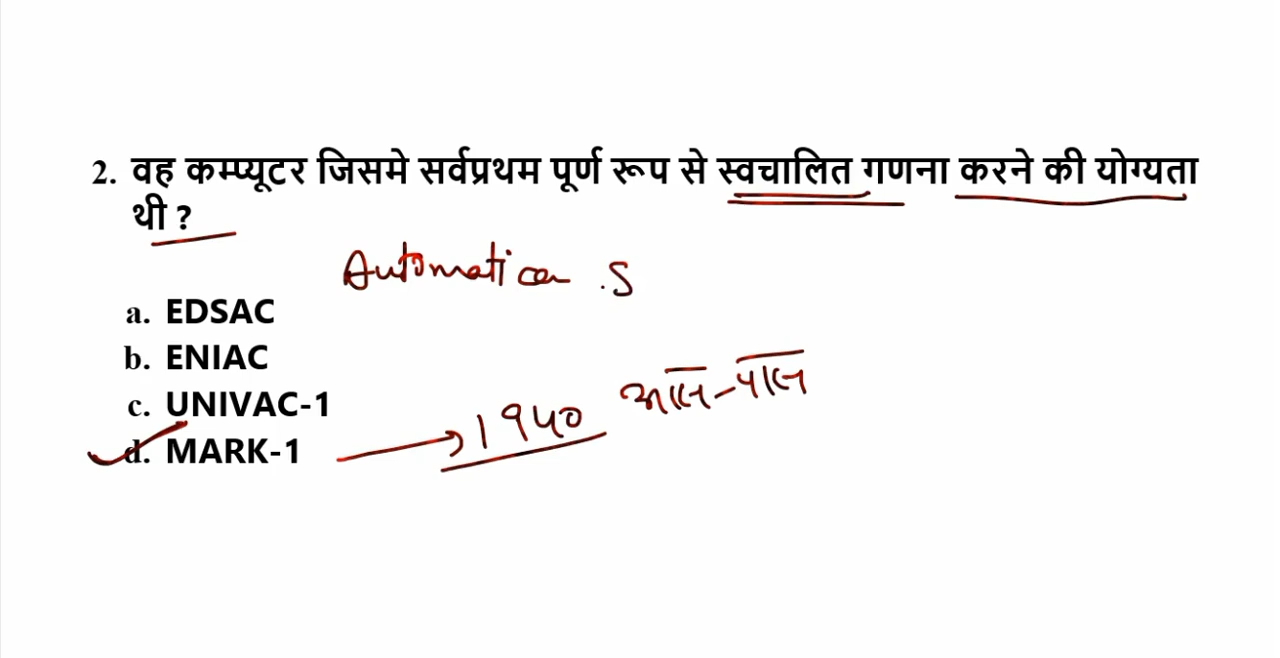 2. वह कम्प्यूटर जिसमे सर्वप्रथम पूर्ण रूप से स्वचालित गणना करने की योग्यता
थी ?
Automatica .S
a. EDSAC
b. ENIAC
c. UNIVAC-1
d. MARK-1
1940 आस-पास